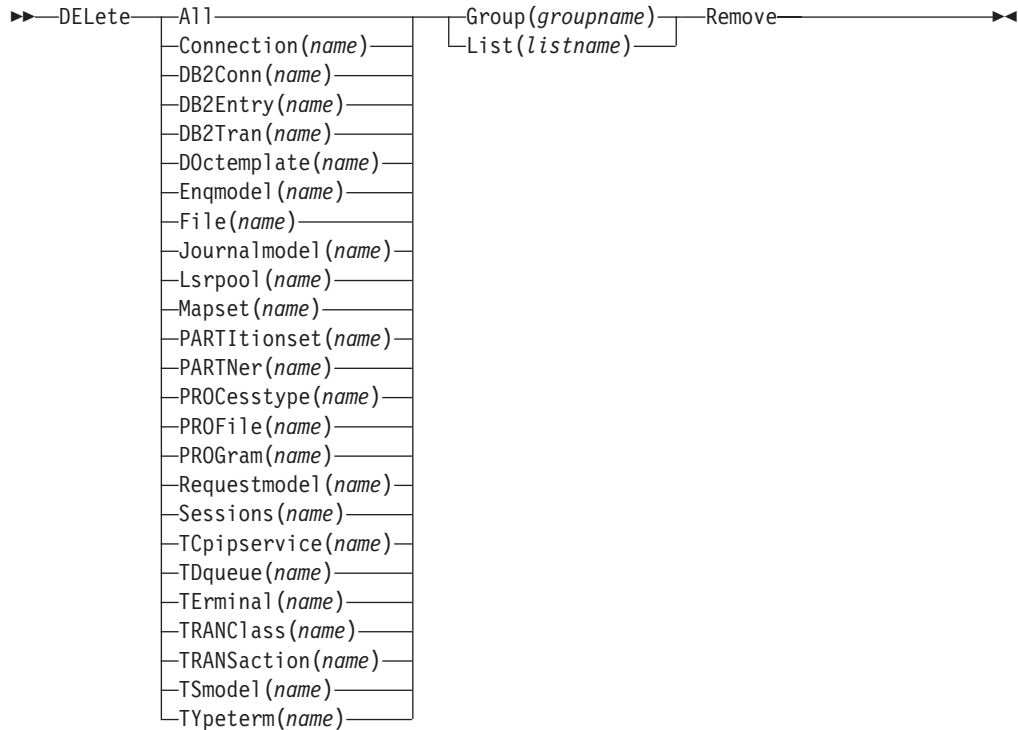 DELete All Group(groupname) Remove
Connection(name) List(listname)
DB2Conn(name)
DB2Entry(name)
DB2Tran(name)
DOctemplate(name)
Enqmodel(name)
File(name)
Journalmodel(name)
Lsrpool(name)
Mapset(name)
PARTItionset(name)
PARTNer(name)
PROCesstype(name)
PROFile(name)
PROGram(name)
Requestmodel(name)
Sessions(name)
TCpipservice(name)
TDqueue(name)
TErminal(name)
TRANClass(name)
TRANSaction(name)
TSmodel(name)
TYpeterm(name)